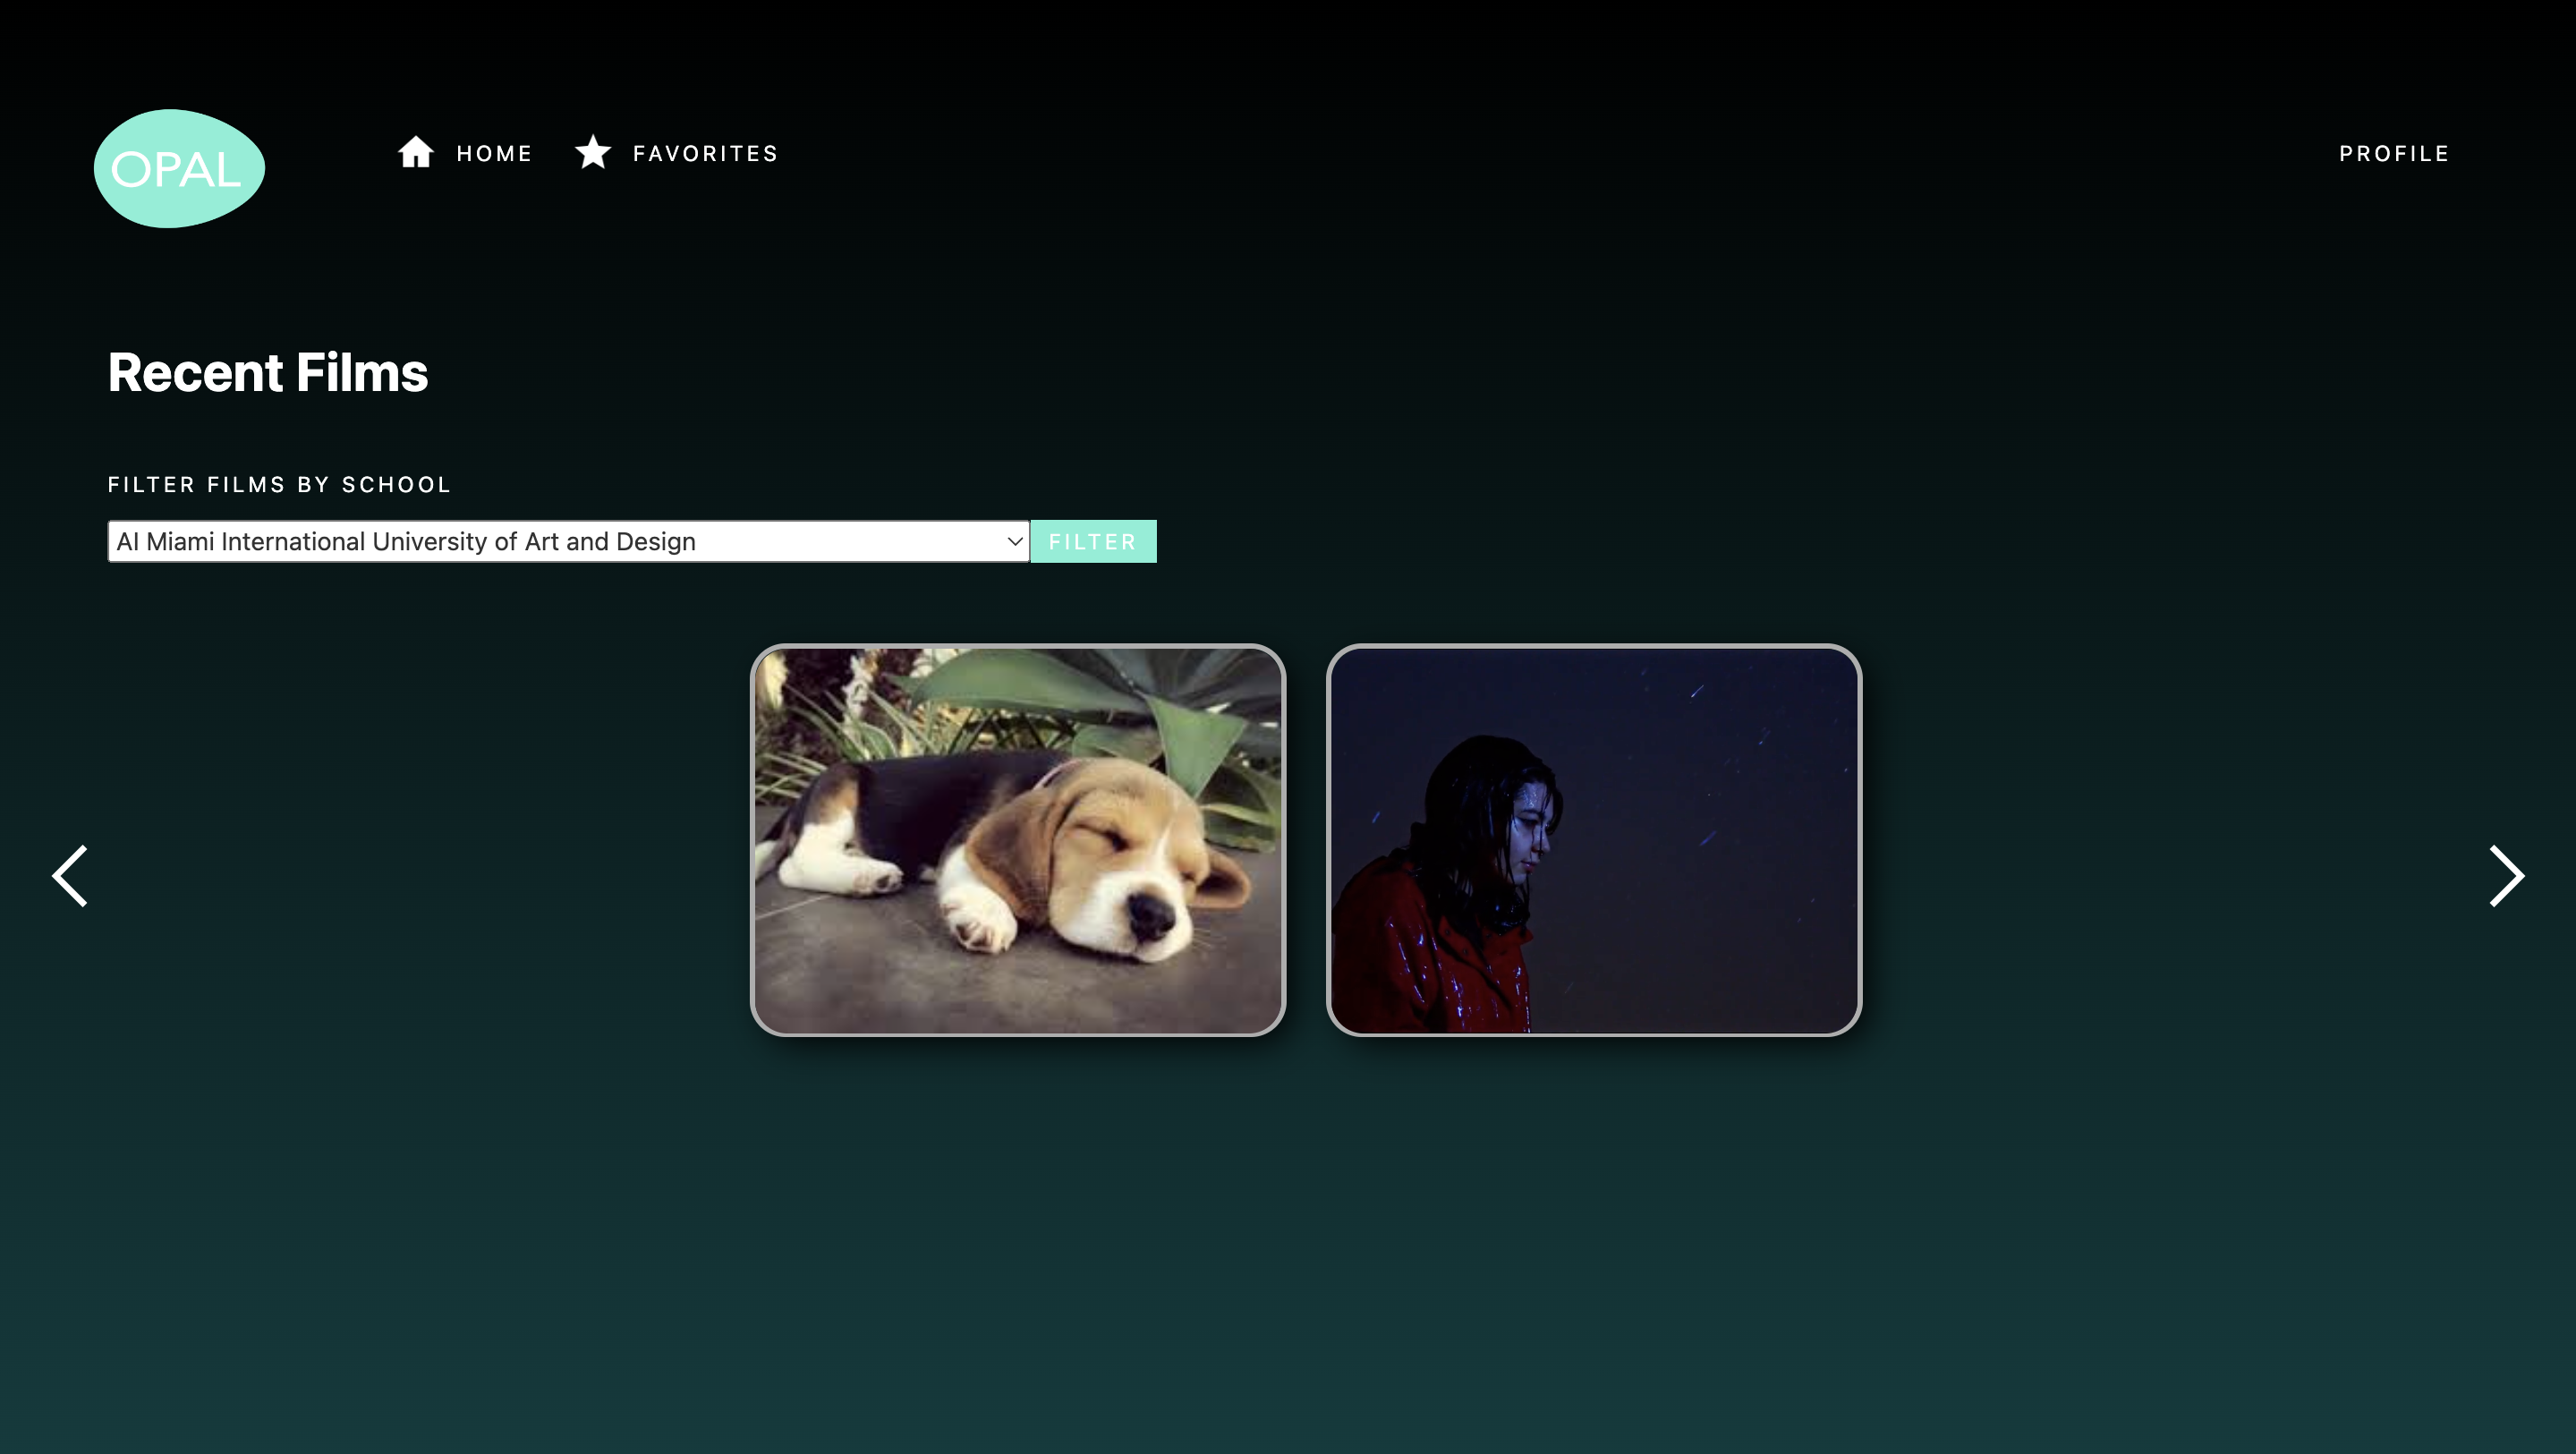 OPAL
HOME
FAVORITES
PROFILE
Recent Films
FILTER FILMS BY SCHOOL
AI Miami International University of Art and Design
FILTER